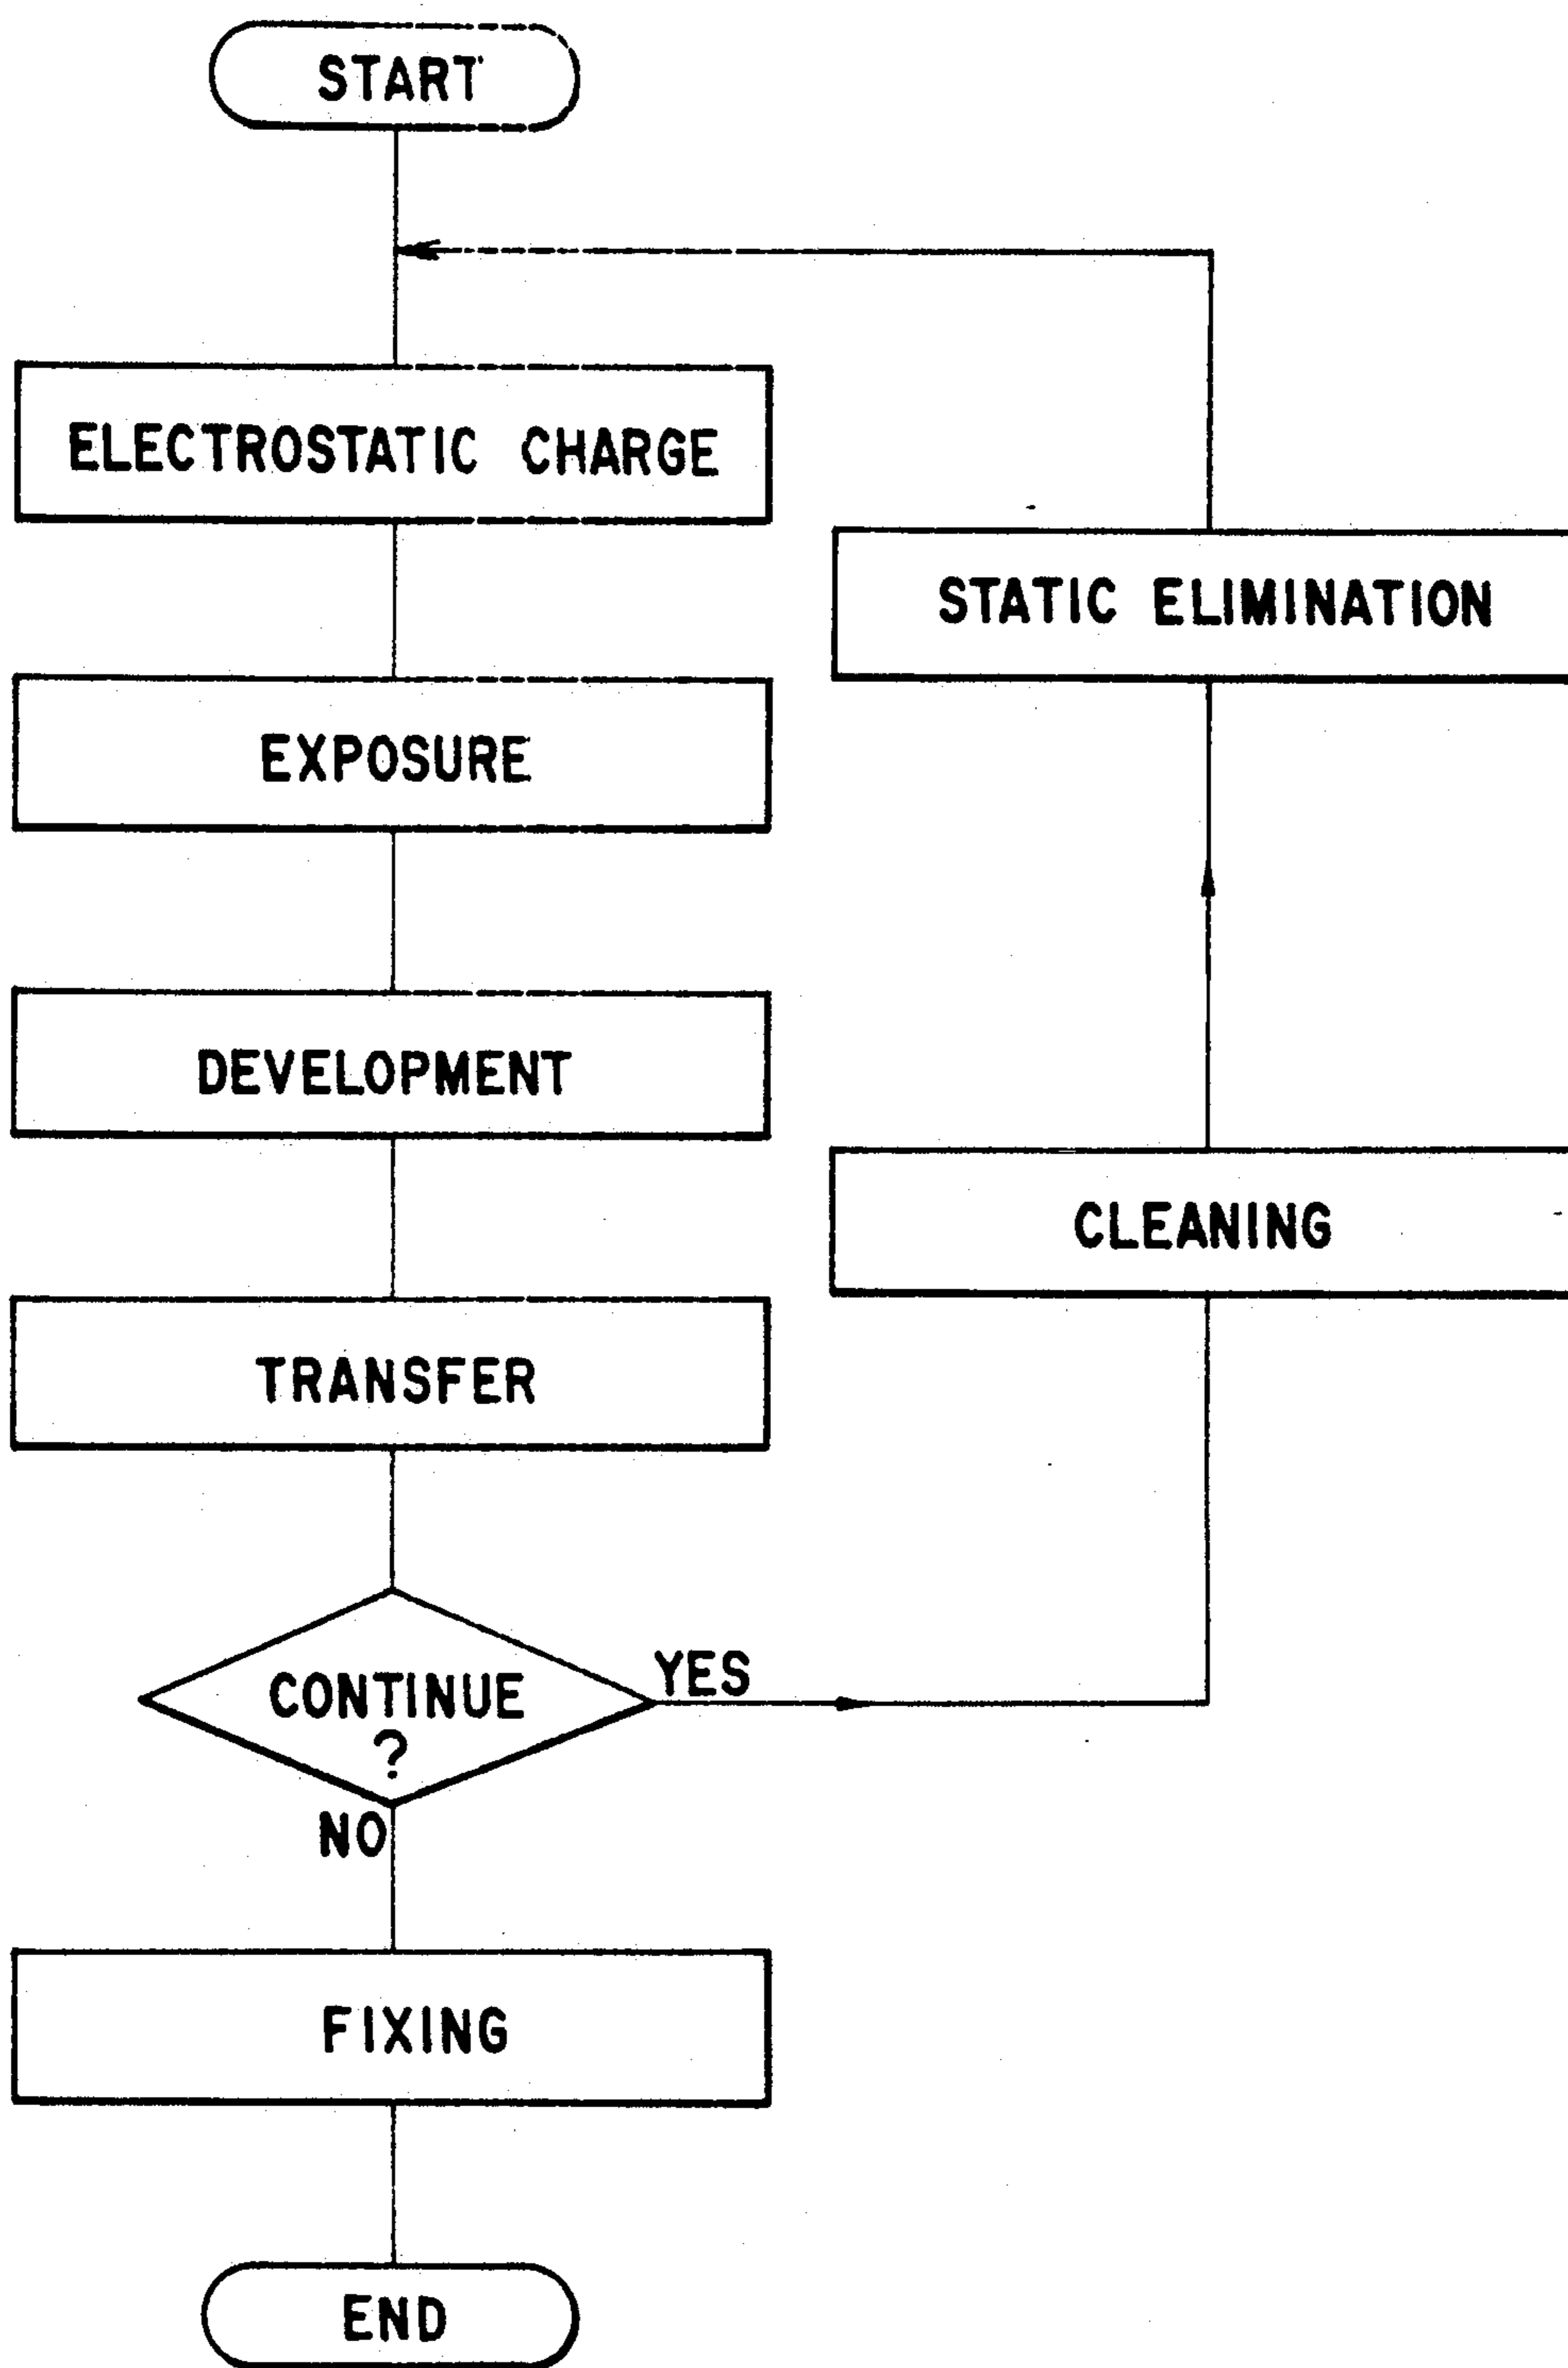 START
ELECTROSTATIC CHARGE
EXPOSURE
DEVELOPMENT
TRANSFER
CONTINUE
?
YES
NO
FIXING
END
CLEANING
STATIC ELIMINATION